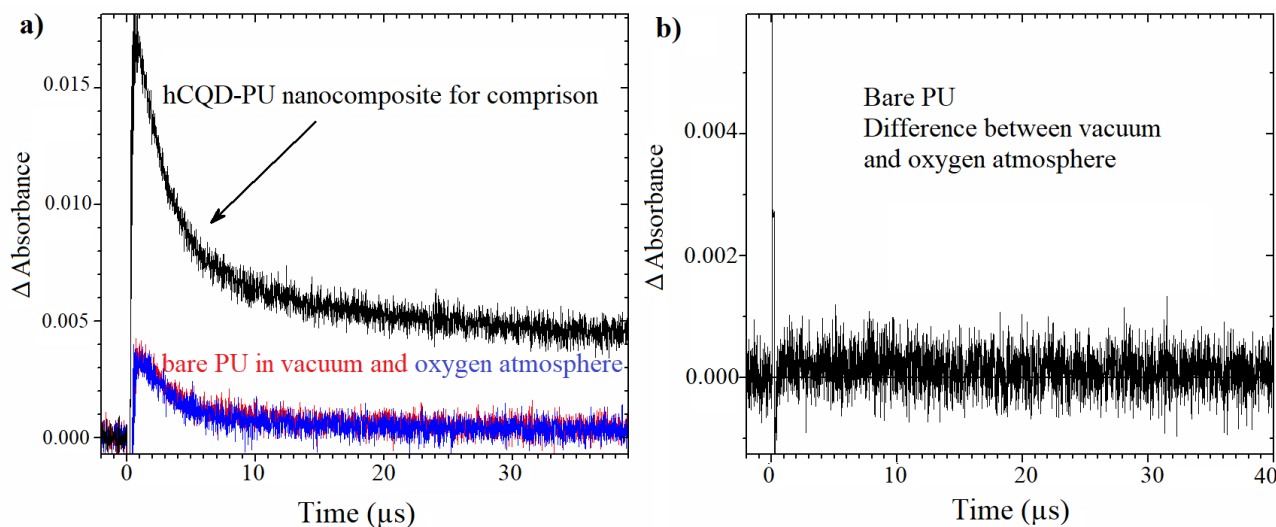 a)
0.015
0.010
0.005
0.000
Δ Absorbance
hCQD-PU nanocomposite for comprison
bare PU in vacuum and oxygen atmosphere
0
10
20
30
Time (µs)
b)
0.004
0.002
0.000
Δ Absorbance
Bare PU
Difference between vacuum
and oxygen atmosphere
0
10
20
30
40
Time (µs)